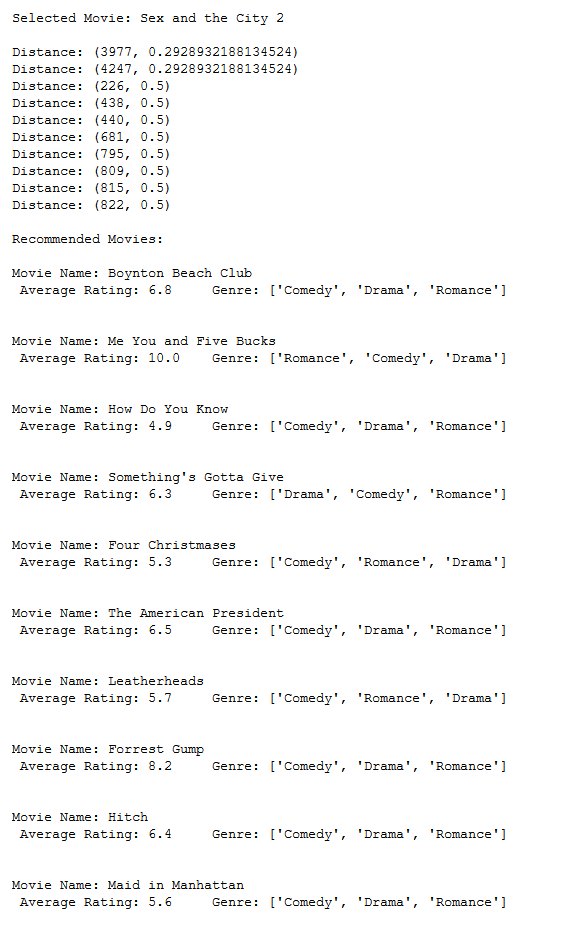 Selected Movie: Sex and the City 2
Distance: (3977, 0.2928932188134524)
Distance: (4247, 0.2928932188134524)
Distance: (226, 0.5)
Distance: (438, 0.5)
Distance: (440, 0.5)
Distance: (681, 0.5)
Distance: (795, 0.5)
Distance: (809, 0.5)
Distance: (815, 0.5)
Distance: (822, 0.5)
Recommended Movies:
Movie Name: Boynton Beach Club
Average Rating: 6.8 Genre: ['Comedy', 'Drama', 'Romance']
Movie Name: Me You and Five Bucks
Average Rating: 10.0 Genre: ['Romance', 'Comedy', 'Drama']
Movie Name: How Do You Know
Average Rating: 4.9 Genre: ['Comedy', 'Drama', 'Romance']
Movie Name: Something's Gotta Give
Average Rating: 6.3 Genre: ['Drama', 'Comedy', 'Romance']
Movie Name: Four Christmases
Average Rating: 5.3 Genre: ['Comedy', 'Romance', 'Drama']
Movie Name: The American President
Average Rating: 6.5 Genre: ['Comedy', 'Drama', 'Romance']
Movie Name: Leatherheads
Average Rating: 5.7 Genre: ['Comedy', 'Romance', 'Drama']
Movie Name: Forrest Gump
Average Rating: 8.2 Genre: ['Comedy', 'Drama', 'Romance']
Movie Name: Hitch
Average Rating: 6.4 Genre: ['Comedy', 'Drama', 'Romance']
Movie Name: Maid in Manhattan
Average Rating: 5.6 Genre: ['Comedy', 'Drama', 'Romance']